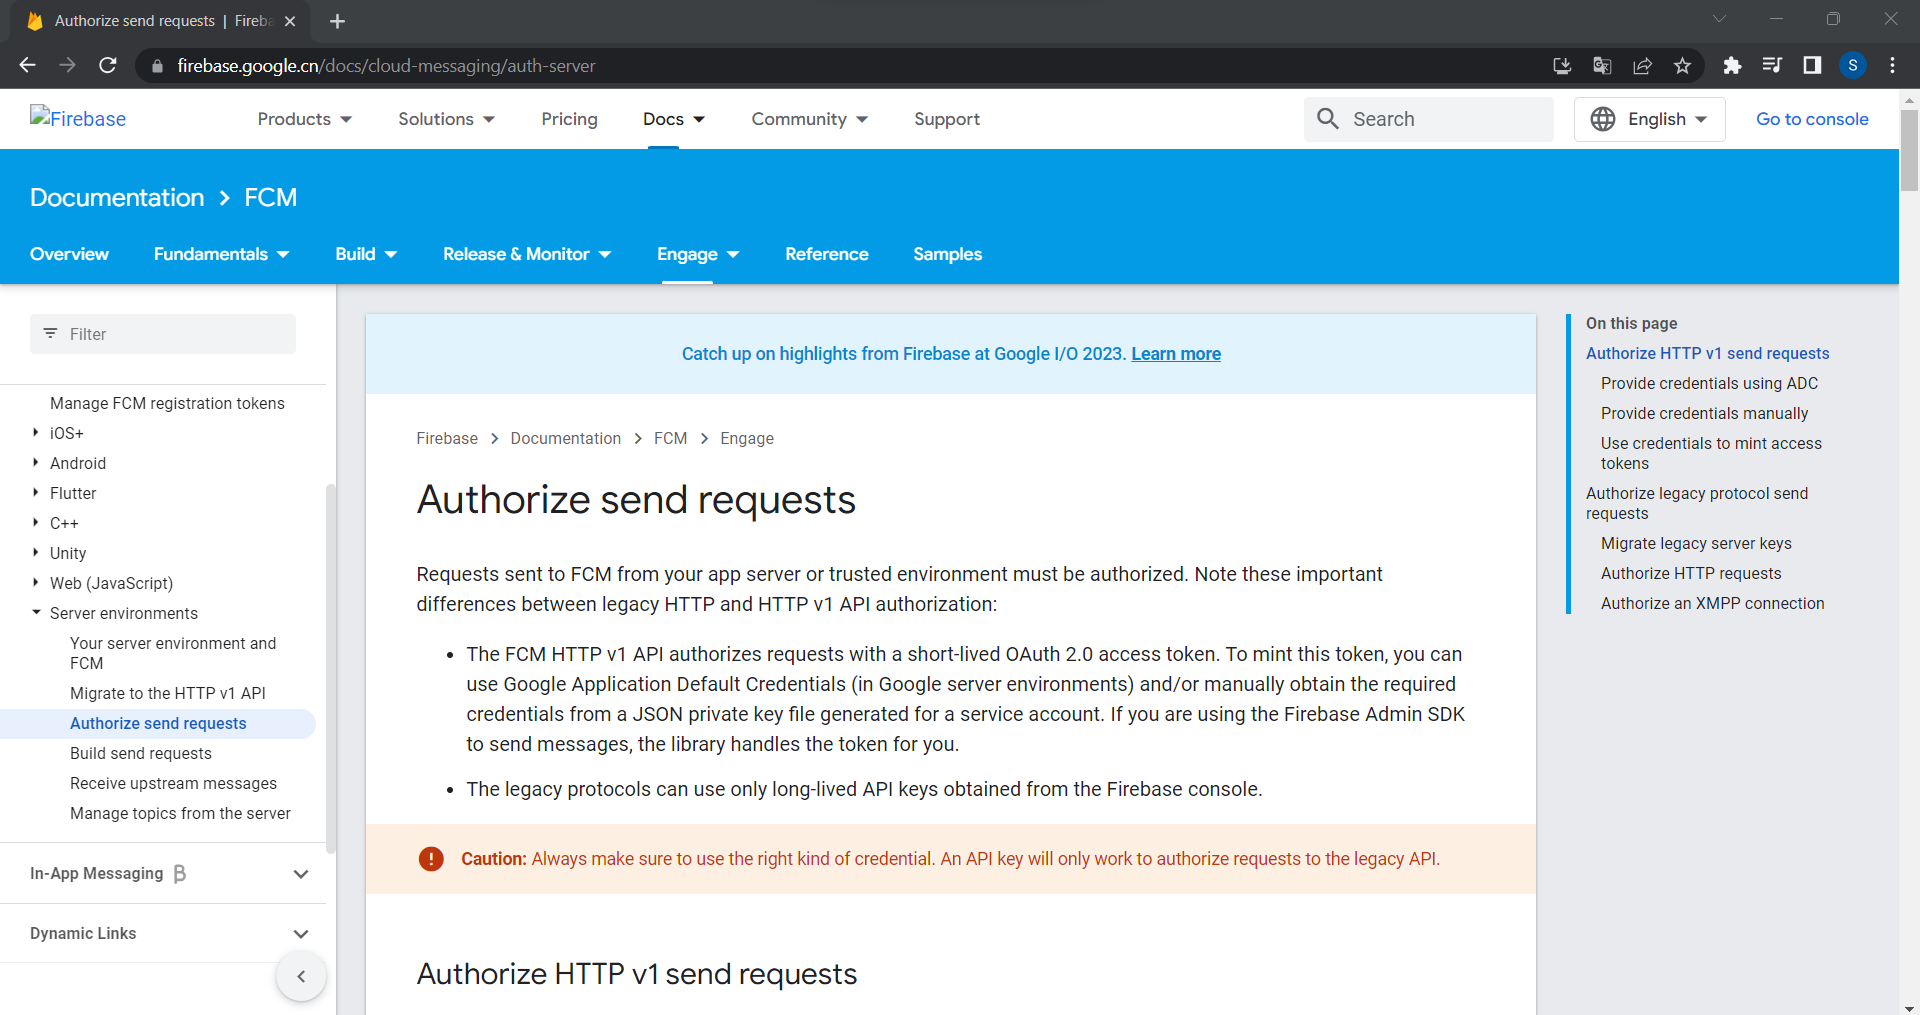 Authorize send requests | Fireba
firebase.google.cn/docs/cloud-messaging/auth-server
S
Firebase
Products
Solutions
Pricing
Docs
Community
Support
Search
English
Go to console
Documentation > FCM
Overview
Fundamentals
Build
Release & Monitor
Engage
Reference
Samples
Filter
Manage FCM registration tokens
iOS+
Android
Flutter
C++
Unity
Web (JavaScript)
Server environments
Your server environment and
FCM
Migrate to the HTTP v1 API
Authorize send requests
Build send requests
Receive upstream messages
Manage topics from the server
In-App Messaging β
Dynamic Links
Catch up on highlights from Firebase at Google I/O 2023. Learn more
Firebase > Documentation > FCM > Engage
Authorize send requests
Requests sent to FCM from your app server or trusted environment must be authorized. Note these important
differences between legacy HTTP and HTTP v1 API authorization:
• The FCM HTTP v1 API authorizes requests with a short-lived OAuth 2.0 access token. To mint this token, you can
use Google Application Default Credentials (in Google server environments) and/or manually obtain the required
credentials from a JSON private key file generated for a service account. If you are using the Firebase Admin SDK
to send messages, the library handles the token for you.
• The legacy protocols can use only long-lived API keys obtained from the Firebase console.
Caution: Always make sure to use the right kind of credential. An API key will only work to authorize requests to the legacy API.
Authorize HTTP v1 send requests
On this page
Authorize HTTP v1 send requests
Provide credentials using ADC
Provide credentials manually
Use credentials to mint access
tokens
Authorize legacy protocol send
requests
Migrate legacy server keys
Authorize HTTP requests
Authorize an XMPP connection